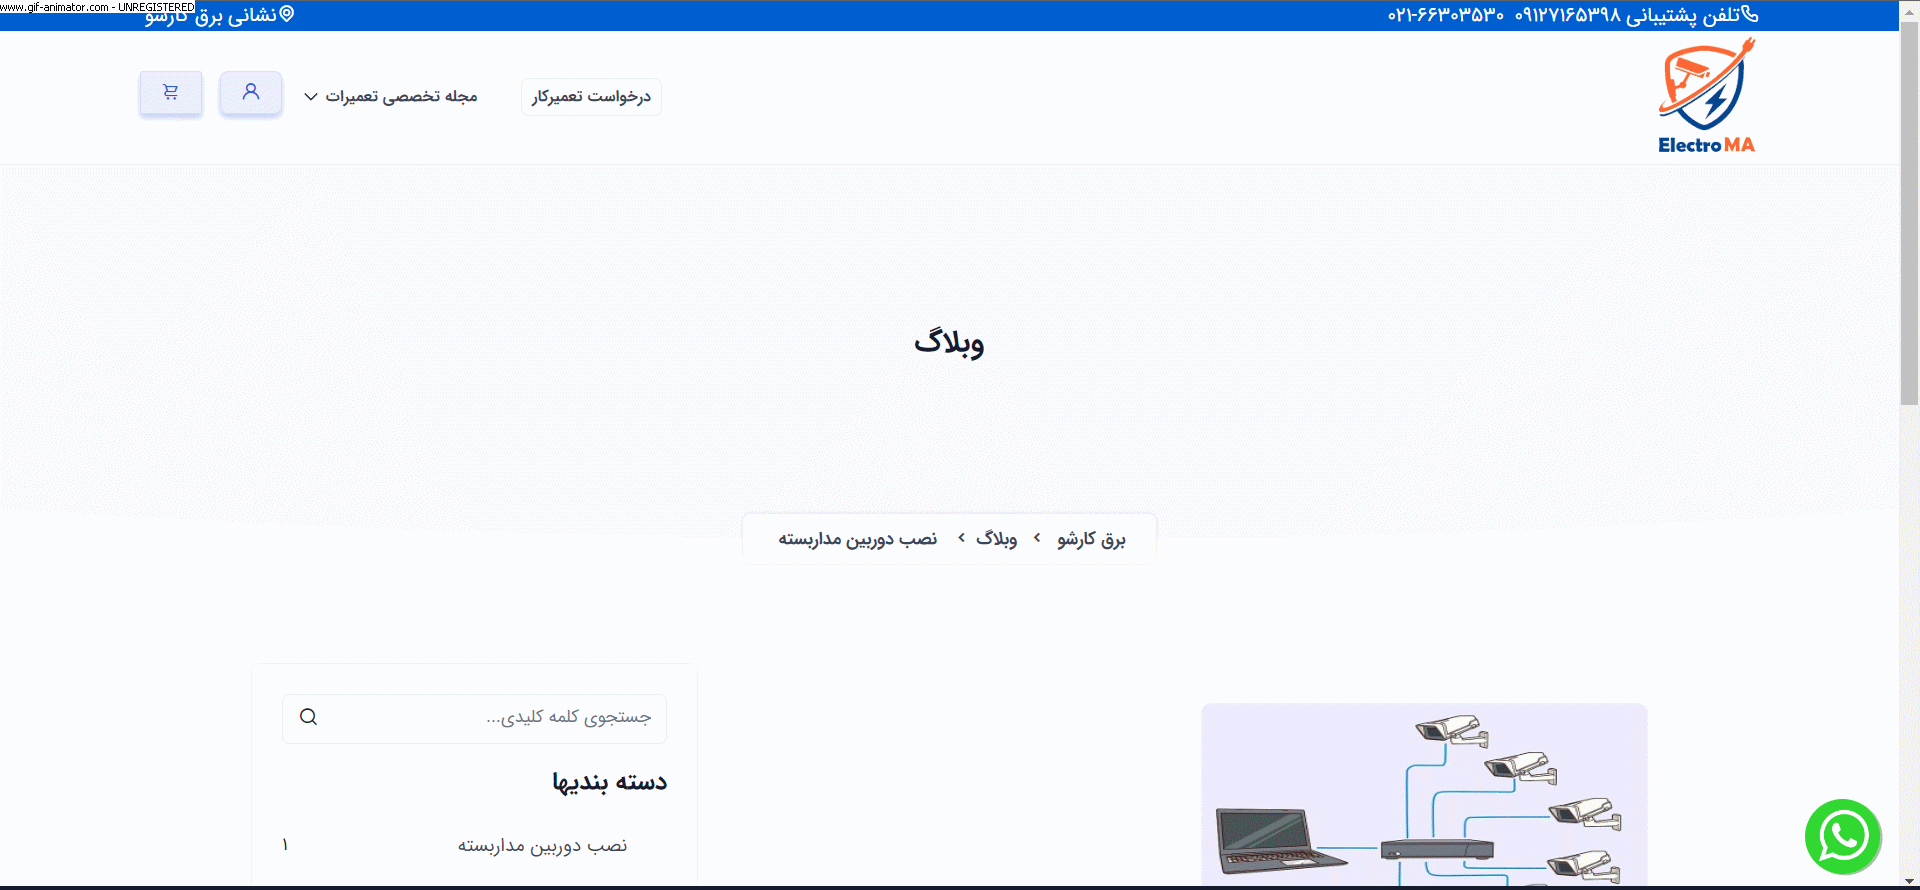 www.gif-animator.com - UNREGISTERED
تلفن پشتیبانی ۰۹۱۲۷۱۶۵۳۹۸ ۰۲۱-۶۶۳۰۳۵۳۰
نشانی برق کارشو
ElectroMA
درخواست تعمیرکار
مجله تخصصی تعمیرات
وبلاگ
برق کارشو › وبلاگ › نصب دوربین مداربسته
جستجوی کلمه کلیدی...
دسته بندیها
نصب دوربین مداربسته ۱